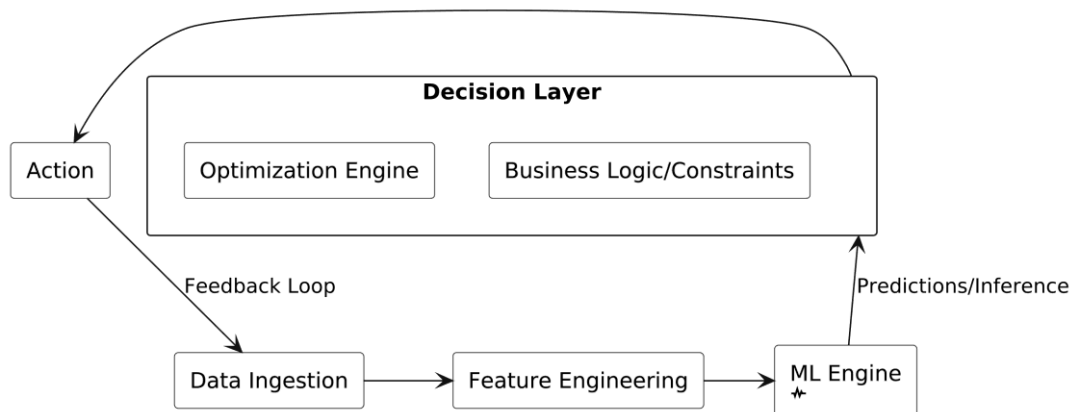 Decision Layer
Action
Optimization Engine
Business Logic/Constraints
Feedback Loop
Predictions/Inference
Data Ingestion
Feature Engineering
ML Engine